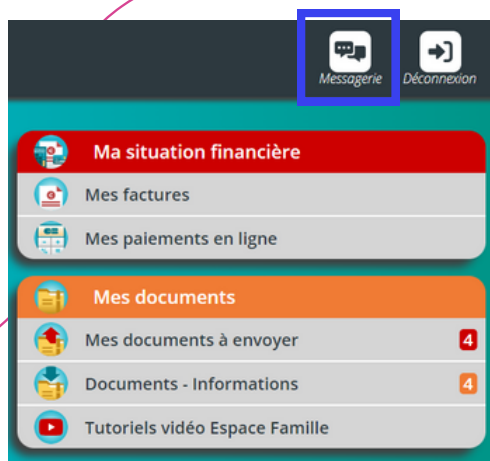 Messagerie Déconnexion
Ma situation financière
Mes factures
Mes paiements en ligne
Mes documents
Mes documents à envoyer 4
Documents - Informations 4
Tutoriels vidéo Espace Famille